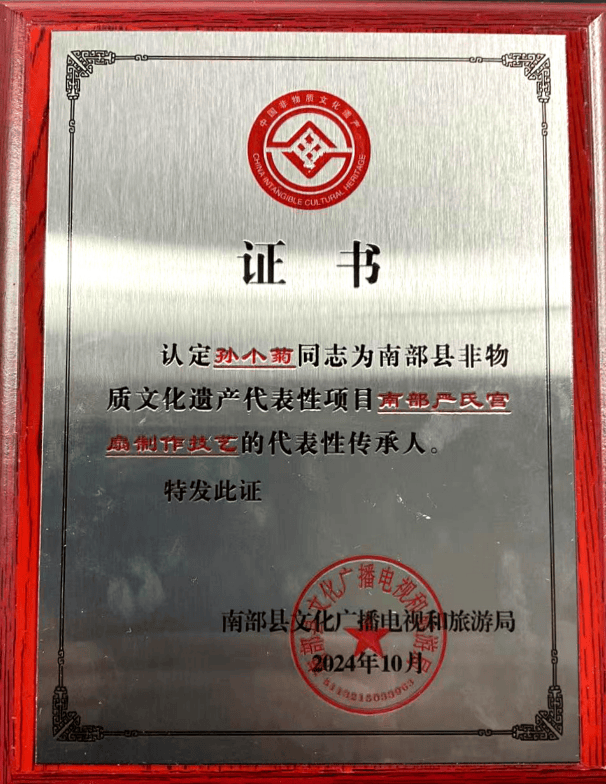 中国非物质文化遗产
CHINA INTANGIBLE CULTURAL HERITAGE
证 书
认定孙小菊同志为南部县非物
质文化遗产代表性项目南部严氏宫
扇制作技艺的代表性传承人。
特发此证
南部县文化广播电视和旅游局
2024年10月